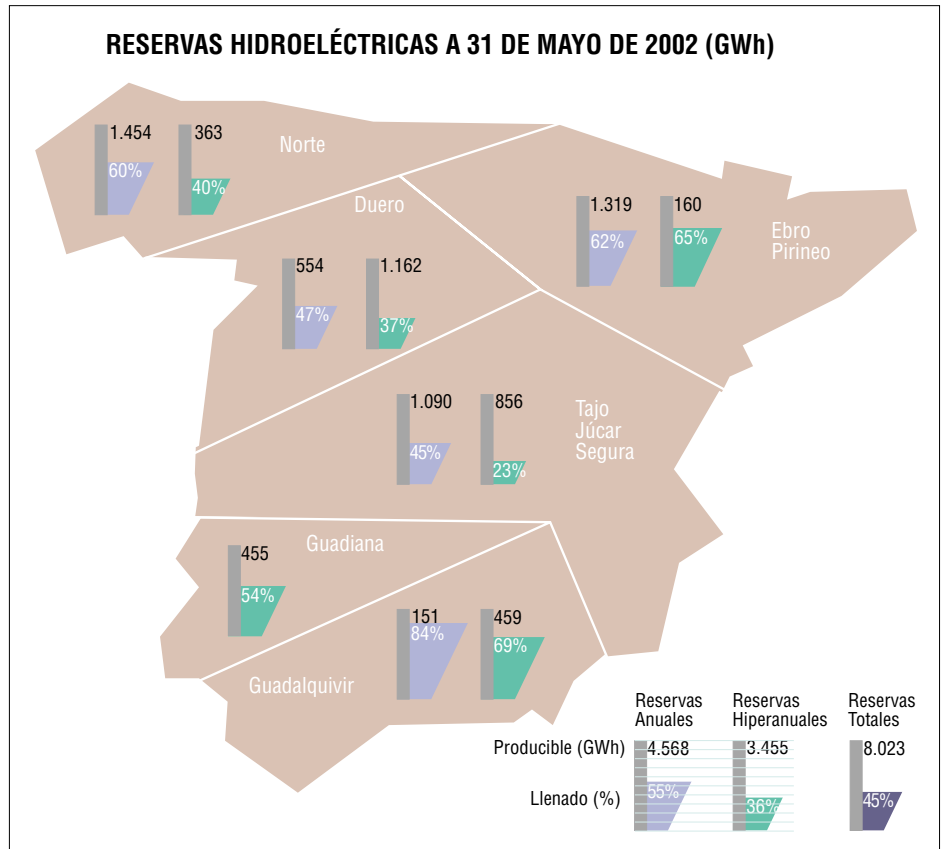 RESERVAS HIDROELÉCTRICAS A 31 DE MAYO DE 2002 (GWh)
1.454
363
Norte
60%
40%
Duero
554
1.162
47%
37%
1.319
160
Ebro
Pirineo
62%
65%
1.090
856
Tajo
Júcar
Segura
45%
23%
Guadiana
455
54%
151
459
84%
69%
Guadalquivir
Reservas
Anuales
Reservas
Hiperanuales
Reservas
Totales
Producible (GWh)
4.568
3.455
8.023
Llenado (%)
55%
36%
45%